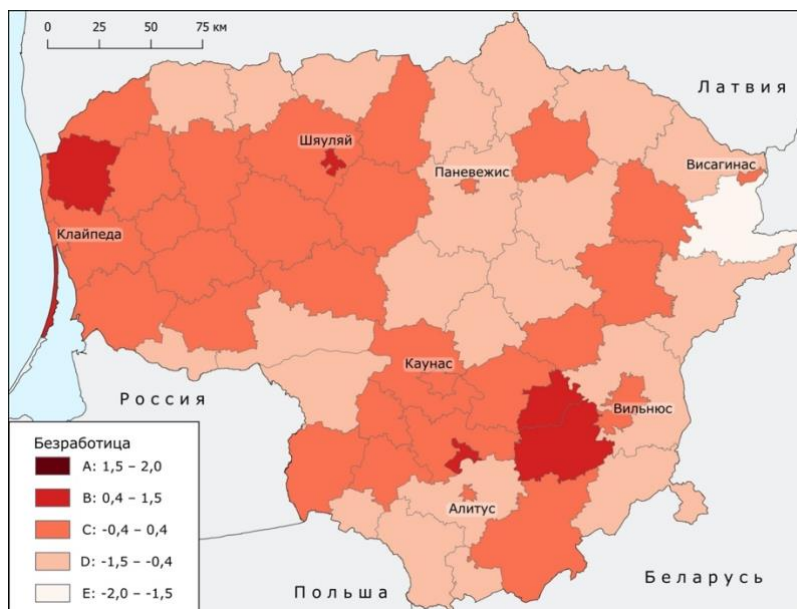 0 25 50 75 км
Латвия
Шяуляй
Висагинас
Паневежис
Клайпеда
Каунас
Россия
Вильнюс
Безработица
A: 1,5 – 2,0
B: 0,4 – 1,5
C: -0,4 – 0,4
D: -1,5 – -0,4
E: -2,0 – -1,5
Алитус
Беларусь
Польша